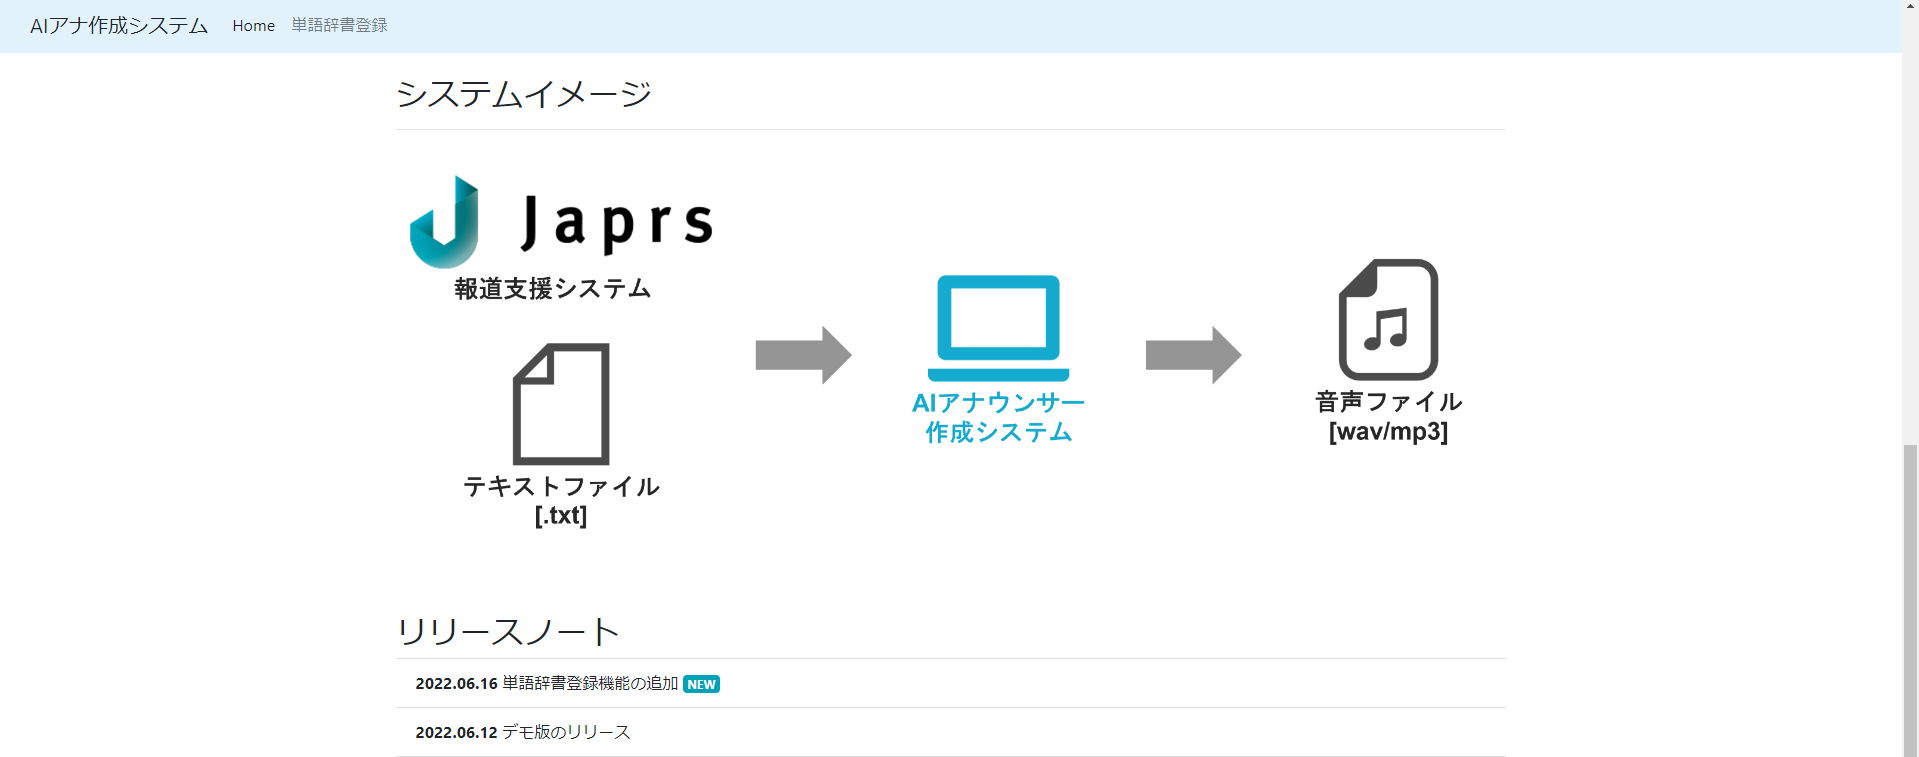 AIアナ作成システム Home 単語辞書登録
システムイメージ
Japrs
報道支援システム
テキストファイル
[.txt]
AIアナウンサー
作成システム
音声ファイル
[wav/mp3]
リリースノート
2022.06.16 単語辞書登録機能の追加 NEW
2022.06.12 デモ版のリリース